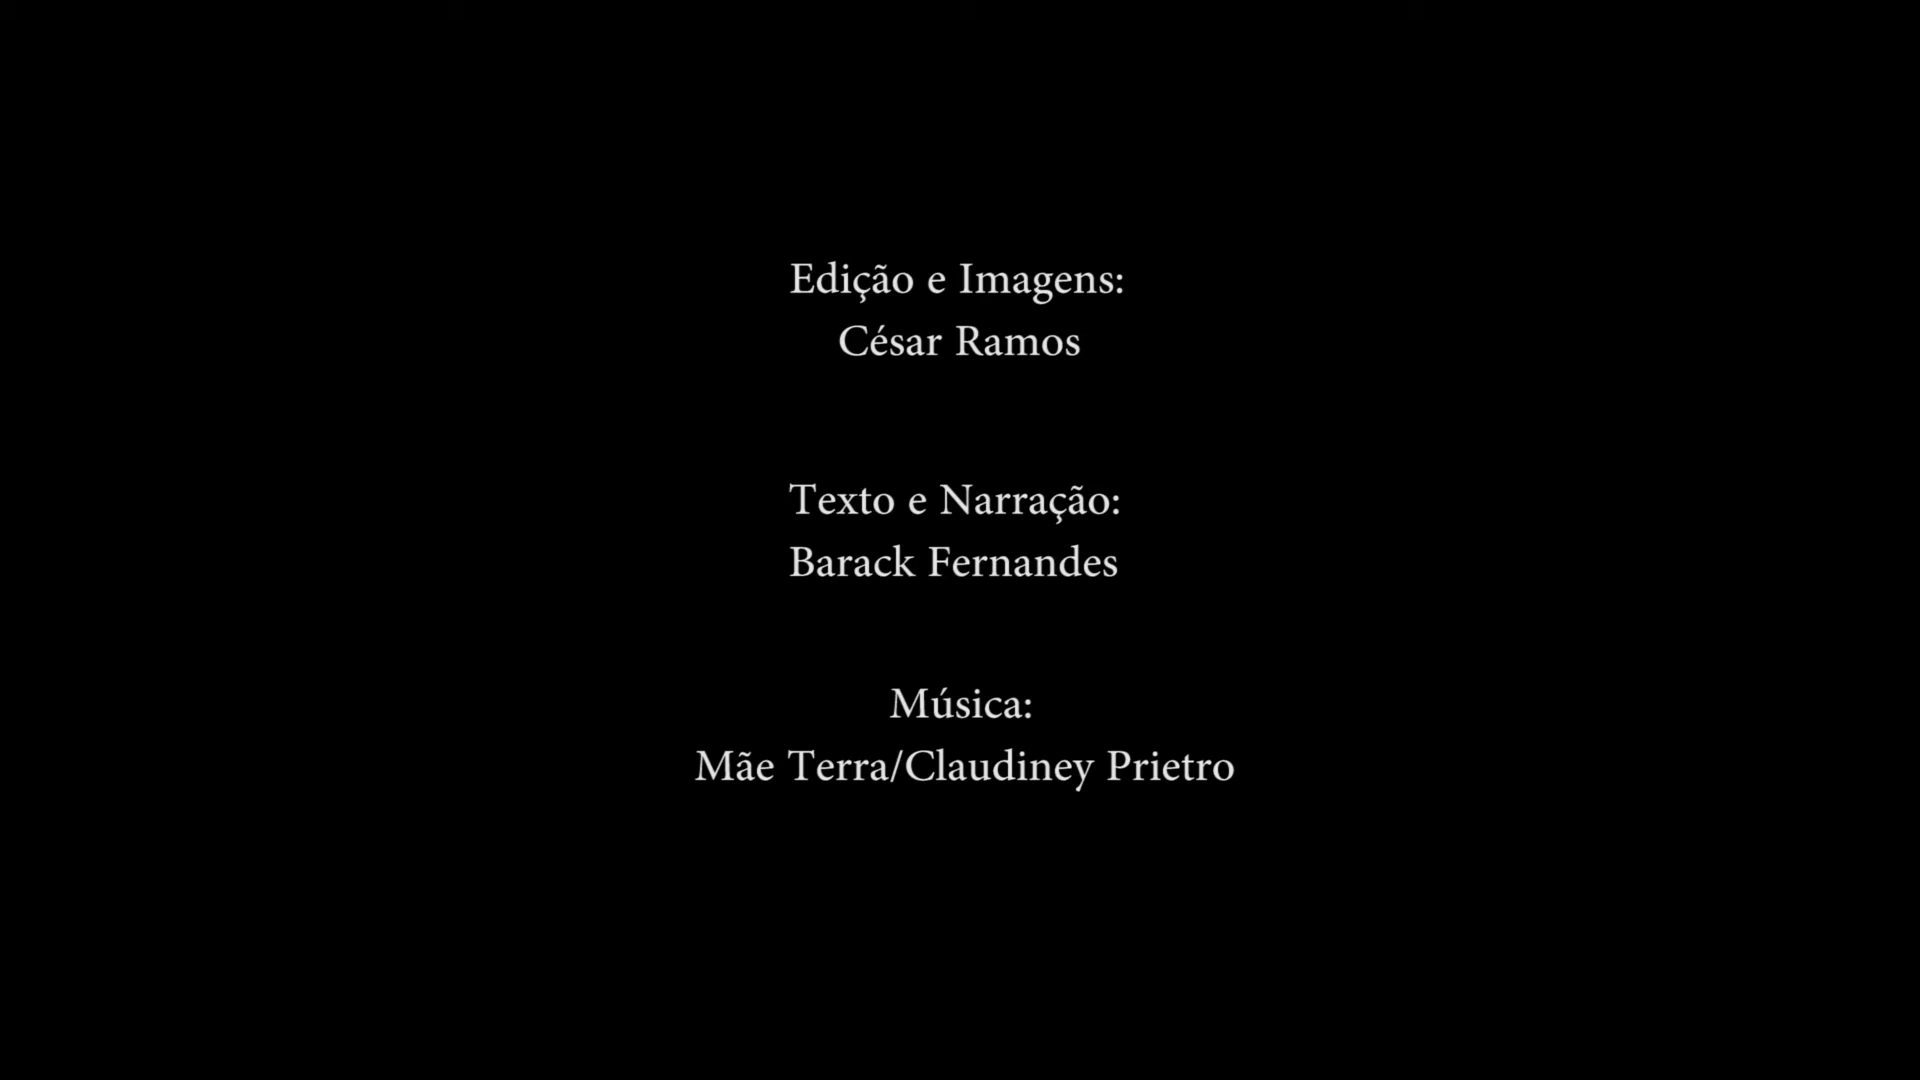 Edição e Imagens:
César Ramos
Texto e Narração:
Barack Fernandes
Música:
Mãe Terra/Claudiney Prietro